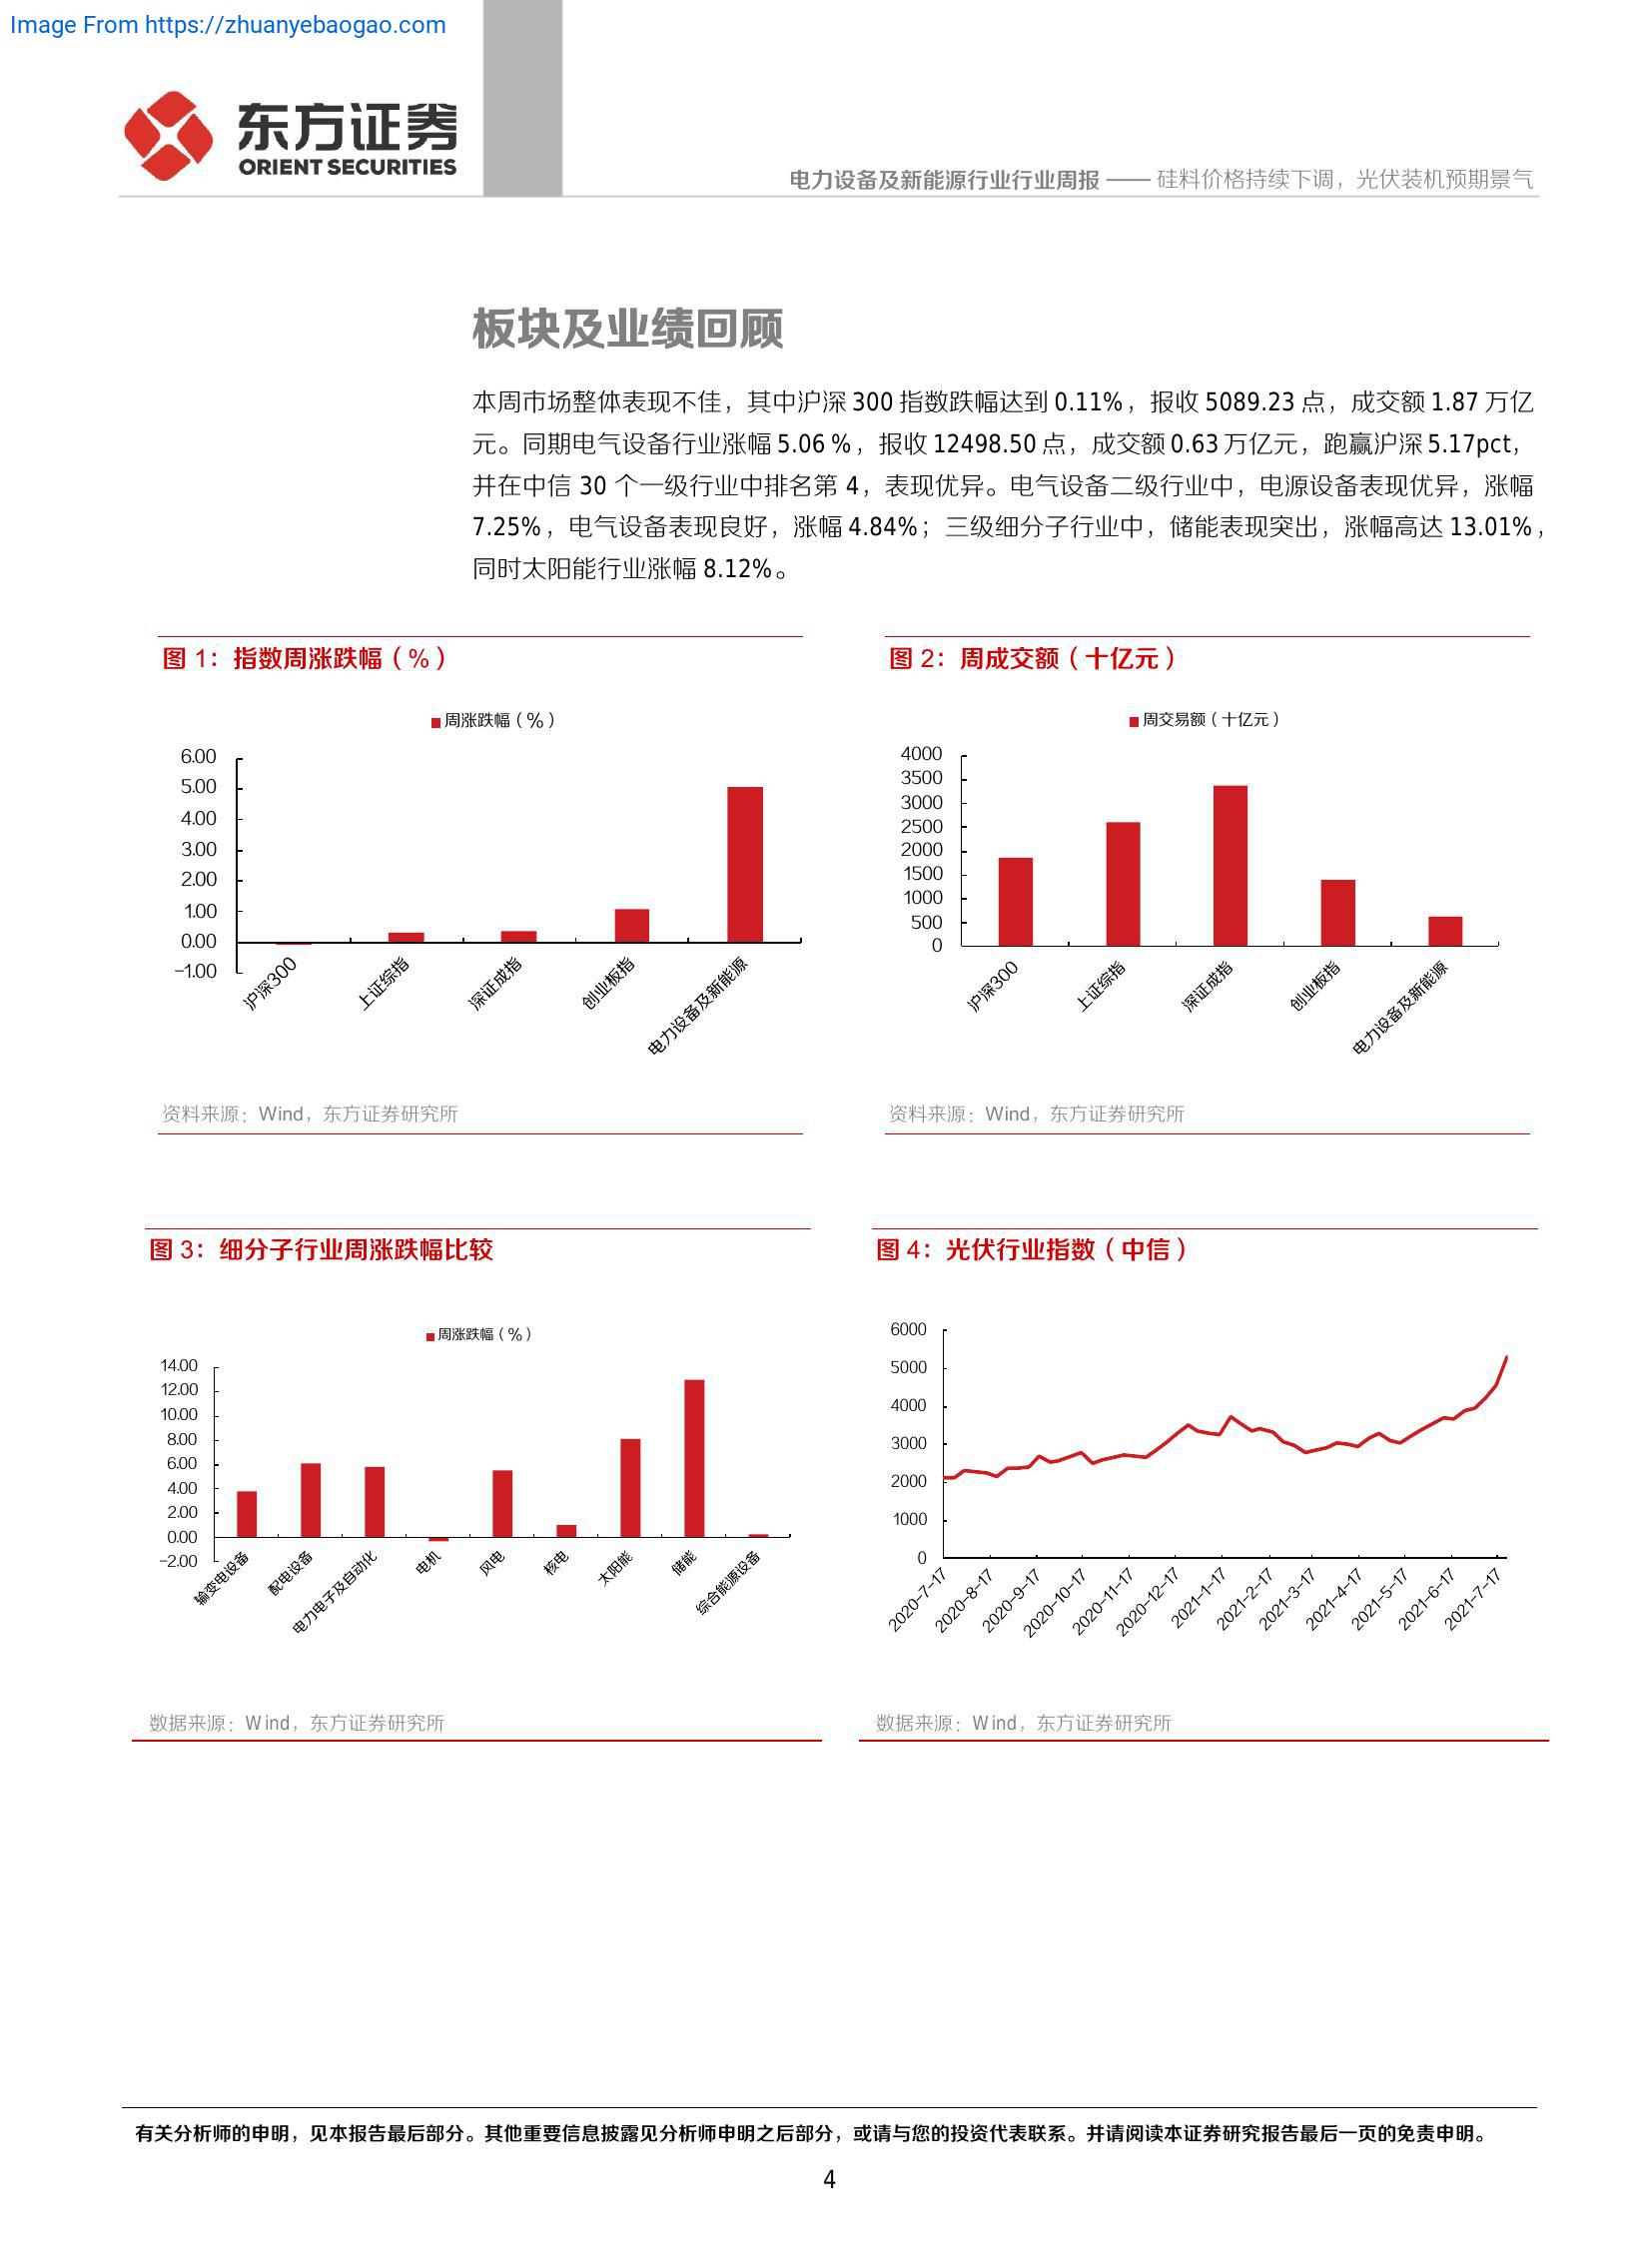 Image From https://zhuanyebaogao.com
东方证券
ORIENT SECURITIES
电力设备及新能源行业行业周报 —— 硅料价格持续下调，光伏装机预期景气
板块及业绩回顾
本周市场整体表现不佳，其中沪深 300 指数跌幅达到 0.11%，报收 5089.23 点，成交额 1.87 万亿
元。同期电气设备行业涨幅 5.06 %，报收 12498.50 点，成交额 0.63 万亿元，跑赢沪深 5.17pct，
并在中信 30 个一级行业中排名第 4，表现优异。电气设备二级行业中，电源设备表现优异，涨幅
7.25%，电气设备表现良好，涨幅 4.84%；三级细分子行业中，储能表现突出，涨幅高达 13.01%，
同时太阳能行业涨幅 8.12%。
图 1：指数周涨跌幅（%）
周涨跌幅（%）
6.00
5.00
4.00
3.00
2.00
1.00
0.00
-1.00
沪深300
上证综指
深证成指
创业板指
电力设备及新能源
资料来源：Wind，东方证券研究所
图 2：周成交额（十亿元）
周交易额（十亿元）
4000
3500
3000
2500
2000
1500
1000
500
0
沪深300
上证综指
深证成指
创业板指
电力设备及新能源
资料来源：Wind，东方证券研究所
图 3：细分子行业周涨跌幅比较
周涨跌幅（%）
14.00
12.00
10.00
8.00
6.00
4.00
2.00
0.00
-2.00
输变电设备
配电设备
电力电子及自动化
电机
风电
核电
太阳能
储能
综合能源设备
数据来源：Wind，东方证券研究所
图 4：光伏行业指数（中信）
6000
5000
4000
3000
2000
1000
0
2020-7-17
2020-8-17
2020-9-17
2020-10-17
2020-11-17
2020-12-17
2021-1-17
2021-2-17
2021-3-17
2021-4-17
2021-5-17
2021-6-17
2021-7-17
数据来源：Wind，东方证券研究所
有关分析师的申明，见本报告最后部分。其他重要信息披露见分析师申明之后部分，或请与您的投资代表联系。并请阅读本证券研究报告最后一页的免责申明。
4